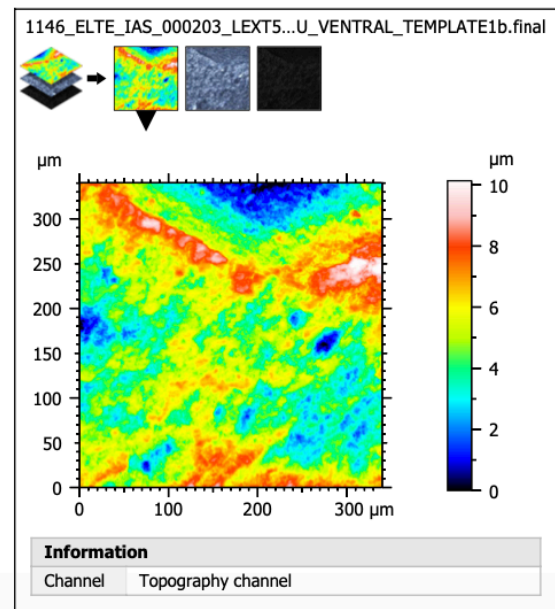 1146_ELTE_IAS_000203_LEXT5...U_VENTRAL_TEMPLATE1b.final
µm
300
250
200
150
100
50
0
0 100 200 300 µm
µm
10
8
6
4
2
0
Information
Channel Topography channel